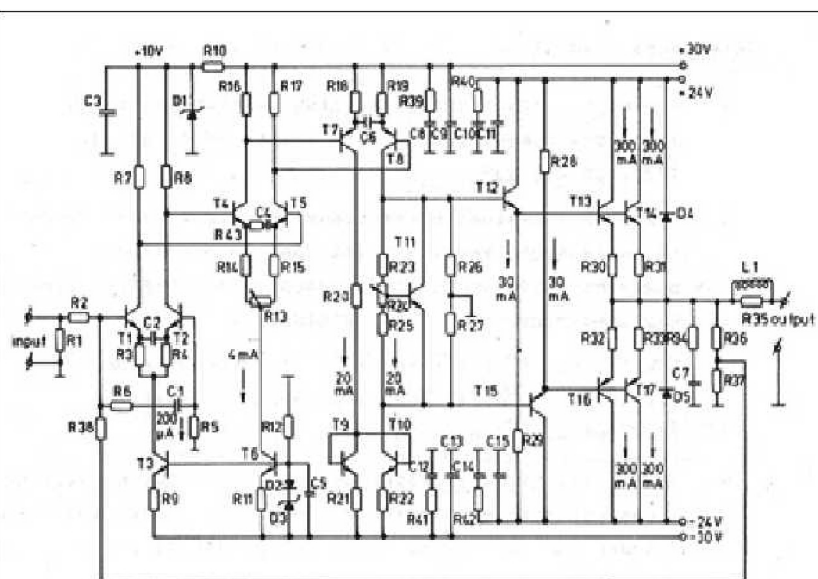 +10V R10 +30V
+24V
C3 D1 R16 R17 R18 R19 R39 R40
C6 C8 C9 C10 C11
T7 T8
300 mA 300 mA
R7 R8 R28
T4 T5 T12 T13 T14 D4
C4
R43
T11
R14 R15 R23 R26 R30 R31
30 mA 30 mA
L1
R13 R20 R24
R2
R35 output
input R1 T1 C2 T2
R25 R27
R3 R4 R32 R33 R34 R36
4mA
R6 C1 20 mA 20 mA T15 T16 T17 C7 R37
D5
R38 200 µA R5 R12
T9 T10 C13 C15 R29
T3 T6 C12 C14 300 mA 300 mA
D2 C5
R9 R11 D3 R21 R22 R41 R42
-24V
-30V